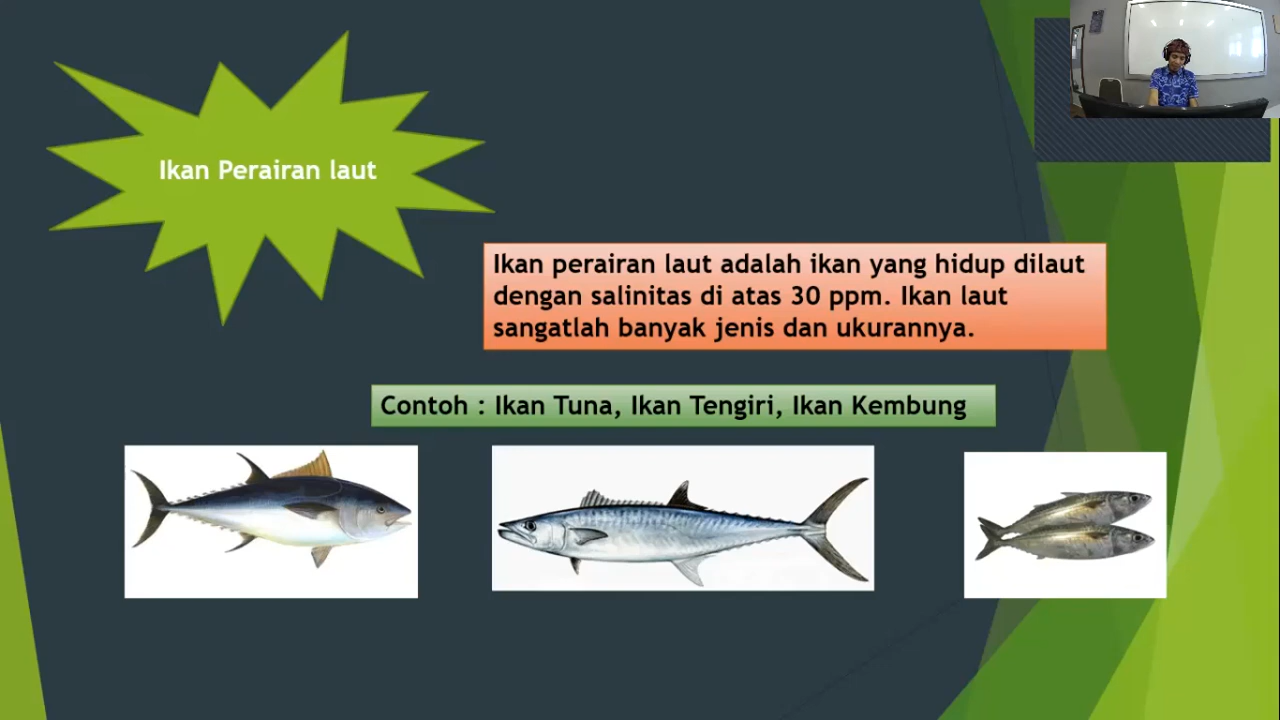 Ikan Perairan laut
Ikan perairan laut adalah ikan yang hidup dilaut
dengan salinitas di atas 30 ppm. Ikan laut
sangatlah banyak jenis dan ukurannya.
Contoh : Ikan Tuna, Ikan Tengiri, Ikan Kembung